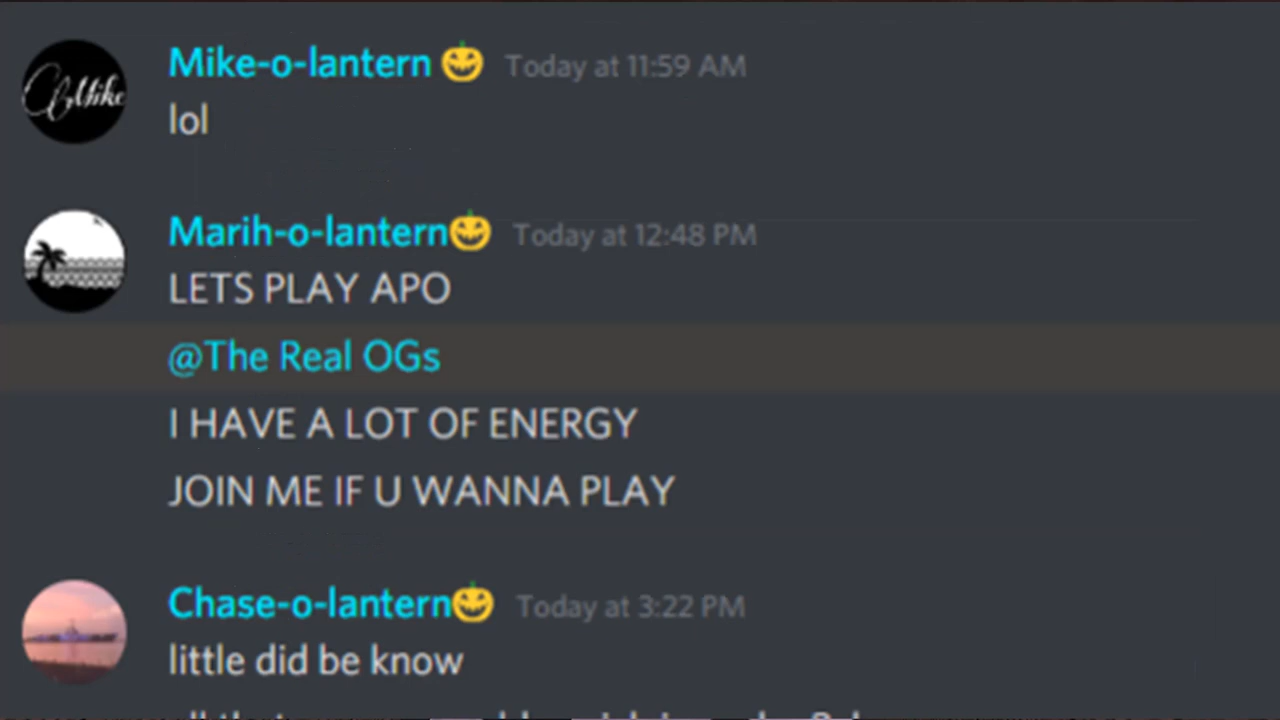 Mike-o-lantern 🎃 Today at 11:59 AM
Mike
lol
Marih-o-lantern🎃 Today at 12:48 PM
LETS PLAY APO
@The Real OGs
I HAVE A LOT OF ENERGY
JOIN ME IF U WANNA PLAY
Chase-o-lantern🎃 Today at 3:22 PM
little did be know